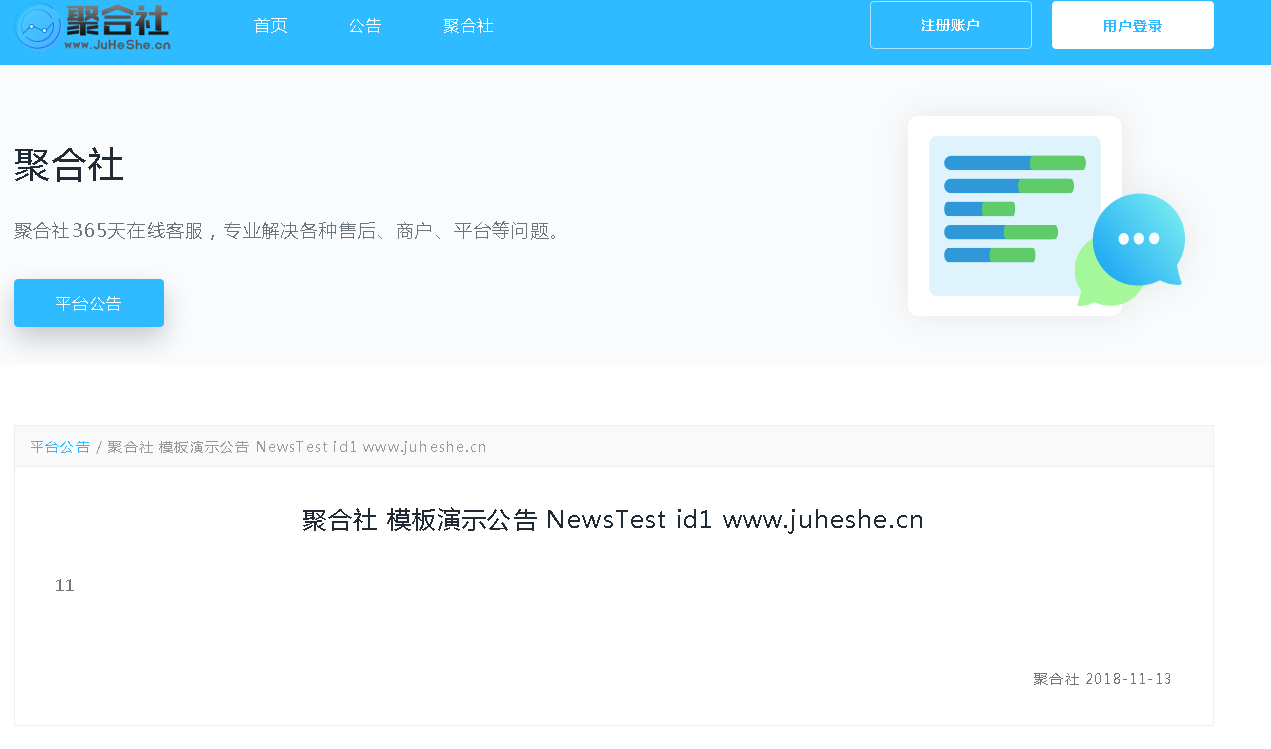 聚合社
www.JuHeShe.cn
首页 公告 聚合社 注册账户 用户登录
聚合社
聚合社365天在线客服，专业解决各种售后、商户、平台等问题。
平台公告
平台公告 / 聚合社 模板演示公告 NewsTest id1 www.juheshe.cn
聚合社 模板演示公告 NewsTest id1 www.juheshe.cn
11
聚合社 2018-11-13